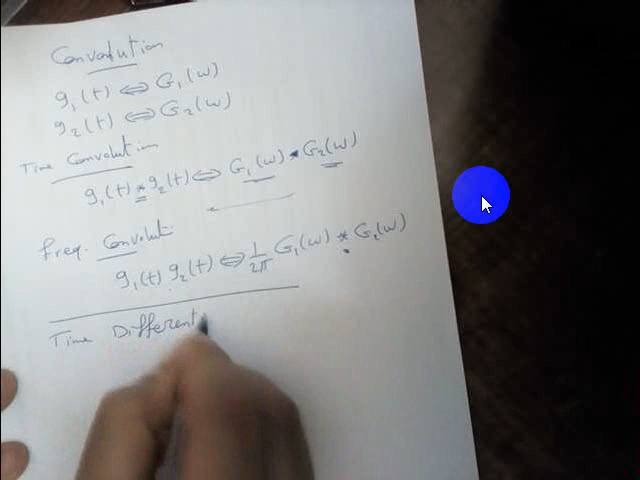 Convolution
g₁(t) ⇔ G₁(w)
g₂(t) ⇔ G₂(w)
Time Convolution
g₁(t) * g₂(t) ⇔ G₁(w) * G₂(w)
freq. Convoluti
g₁(t) g₂(t) ⇔ 1/2π G₁(w) * G₂(w)
Time Different